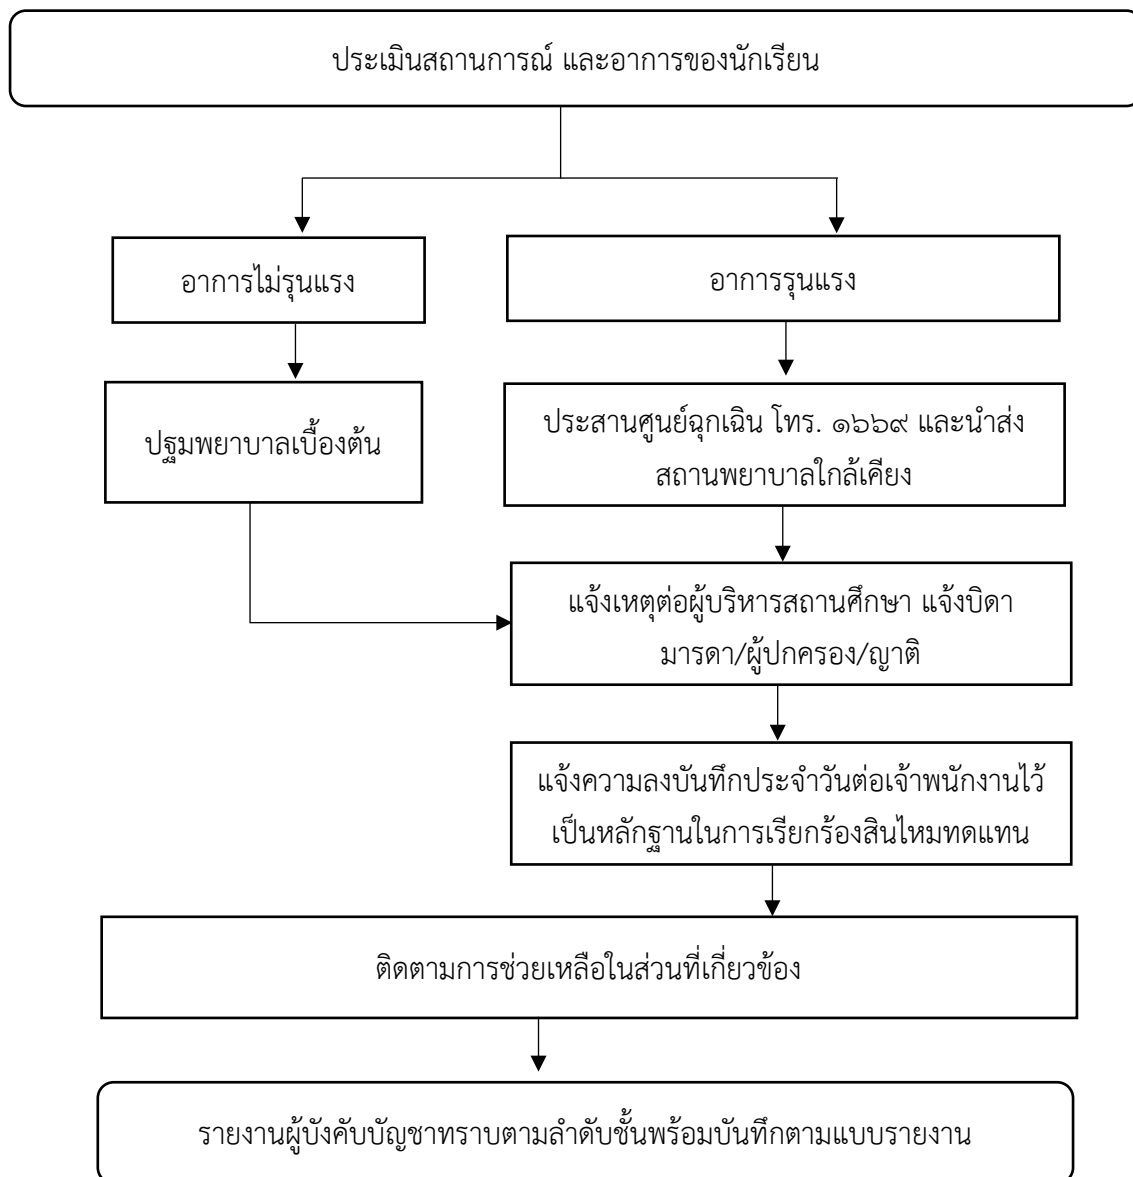 ประเมินสถานการณ์ และอาการของนักเรียน
อาการไม่รุนแรง
อาการรุนแรง
ปฐมพยาบาลเบื้องต้น
ประสานศูนย์ฉุกเฉิน โทร. ๑๖๖๙ และนำส่ง
สถานพยาบาลใกล้เคียง
แจ้งเหตุต่อผู้บริหารสถานศึกษา แจ้งบิดา
มารดา/ผู้ปกครอง/ญาติ
แจ้งความลงบันทึกประจำวันต่อเจ้าพนักงานไว้
เป็นหลักฐานในการเรียกร้องสินไหมทดแทน
ติดตามการช่วยเหลือในส่วนที่เกี่ยวข้อง
รายงานผู้บังคับบัญชาทราบตามลำดับชั้นพร้อมบันทึกตามแบบรายงาน